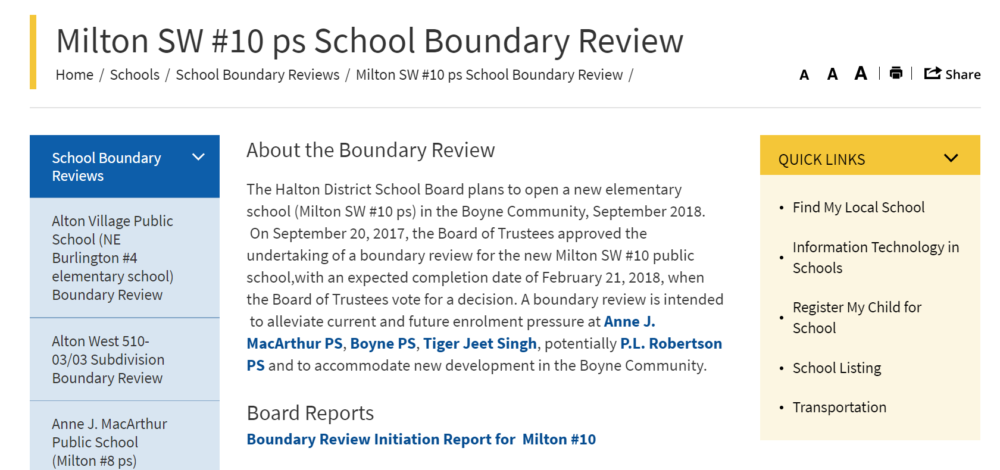 Milton SW #10 ps School Boundary Review
Home / Schools / School Boundary Reviews / Milton SW #10 ps School Boundary Review /
A A A Share
School Boundary
Reviews
Alton Village Public
School (NE
Burlington #4
elementary school)
Boundary Review
Alton West 510-
03/03 Subdivision
Boundary Review
Anne J. MacArthur
Public School
(Milton #8 ps)
About the Boundary Review
The Halton District School Board plans to open a new elementary
school (Milton SW #10 ps) in the Boyne Community, September 2018.
On September 20, 2017, the Board of Trustees approved the
undertaking of a boundary review for the new Milton SW #10 public
school,with an expected completion date of February 21, 2018, when
the Board of Trustees vote for a decision. A boundary review is intended
to alleviate current and future enrolment pressure at Anne J.
MacArthur PS, Boyne PS, Tiger Jeet Singh, potentially P.L. Robertson
PS and to accommodate new development in the Boyne Community.
Board Reports
Boundary Review Initiation Report for Milton #10
QUICK LINKS
• Find My Local School
• Information Technology in
Schools
• Register My Child for
School
• School Listing
• Transportation